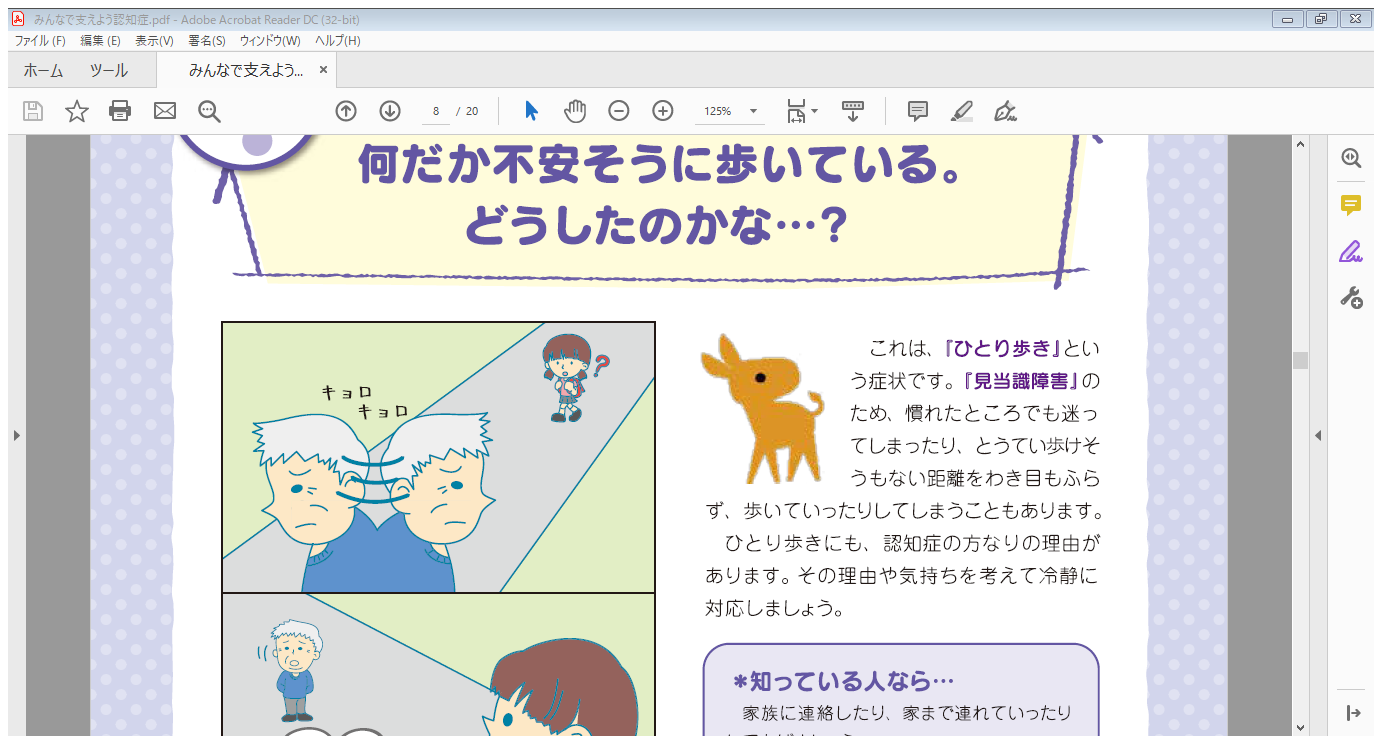 みんなで支えよう認知症.pdf - Adobe Acrobat Reader DC (32-bit)
ファイル (F) 編集 (E) 表示(V) 署名(S) ウィンドウ(W) ヘルプ(H)
ホーム ツール みんなで支えよう... ×
8 / 20 125%
何だか不安そうに歩いている。
どうしたのかな…?
キョロ
キョロ
?
これは、『ひとり歩き』とい
う症状です。『見当識障害』の
ため、慣れたところでも迷っ
てしまったり、とうてい歩けそ
うもない距離をわき目もふら
ず、歩いていったりしてしまうこともあります。
ひとり歩きにも、認知症の方なりの理由が
あります。その理由や気持ちを考えて冷静に
対応しましょう。
*知っている人なら…
家族に連絡したり、家まで連れていったり